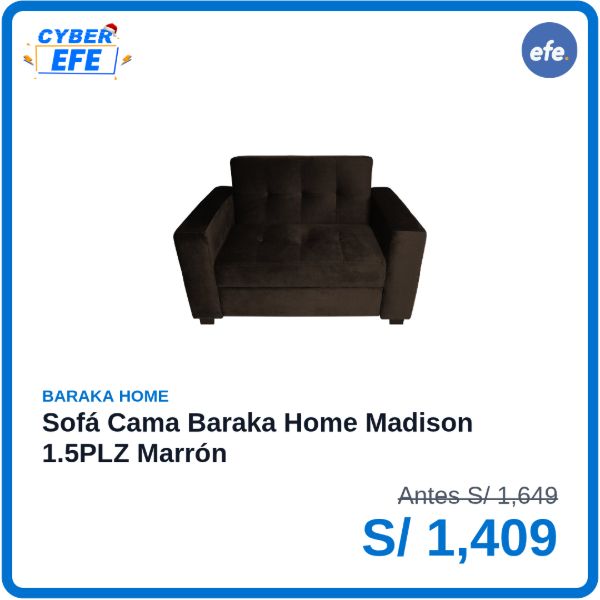 CYBER
EFE
efe.
BARAKA HOME
Sofá Cama Baraka Home Madison
1.5PLZ Marrón
Antes S/ 1,649
S/ 1,409